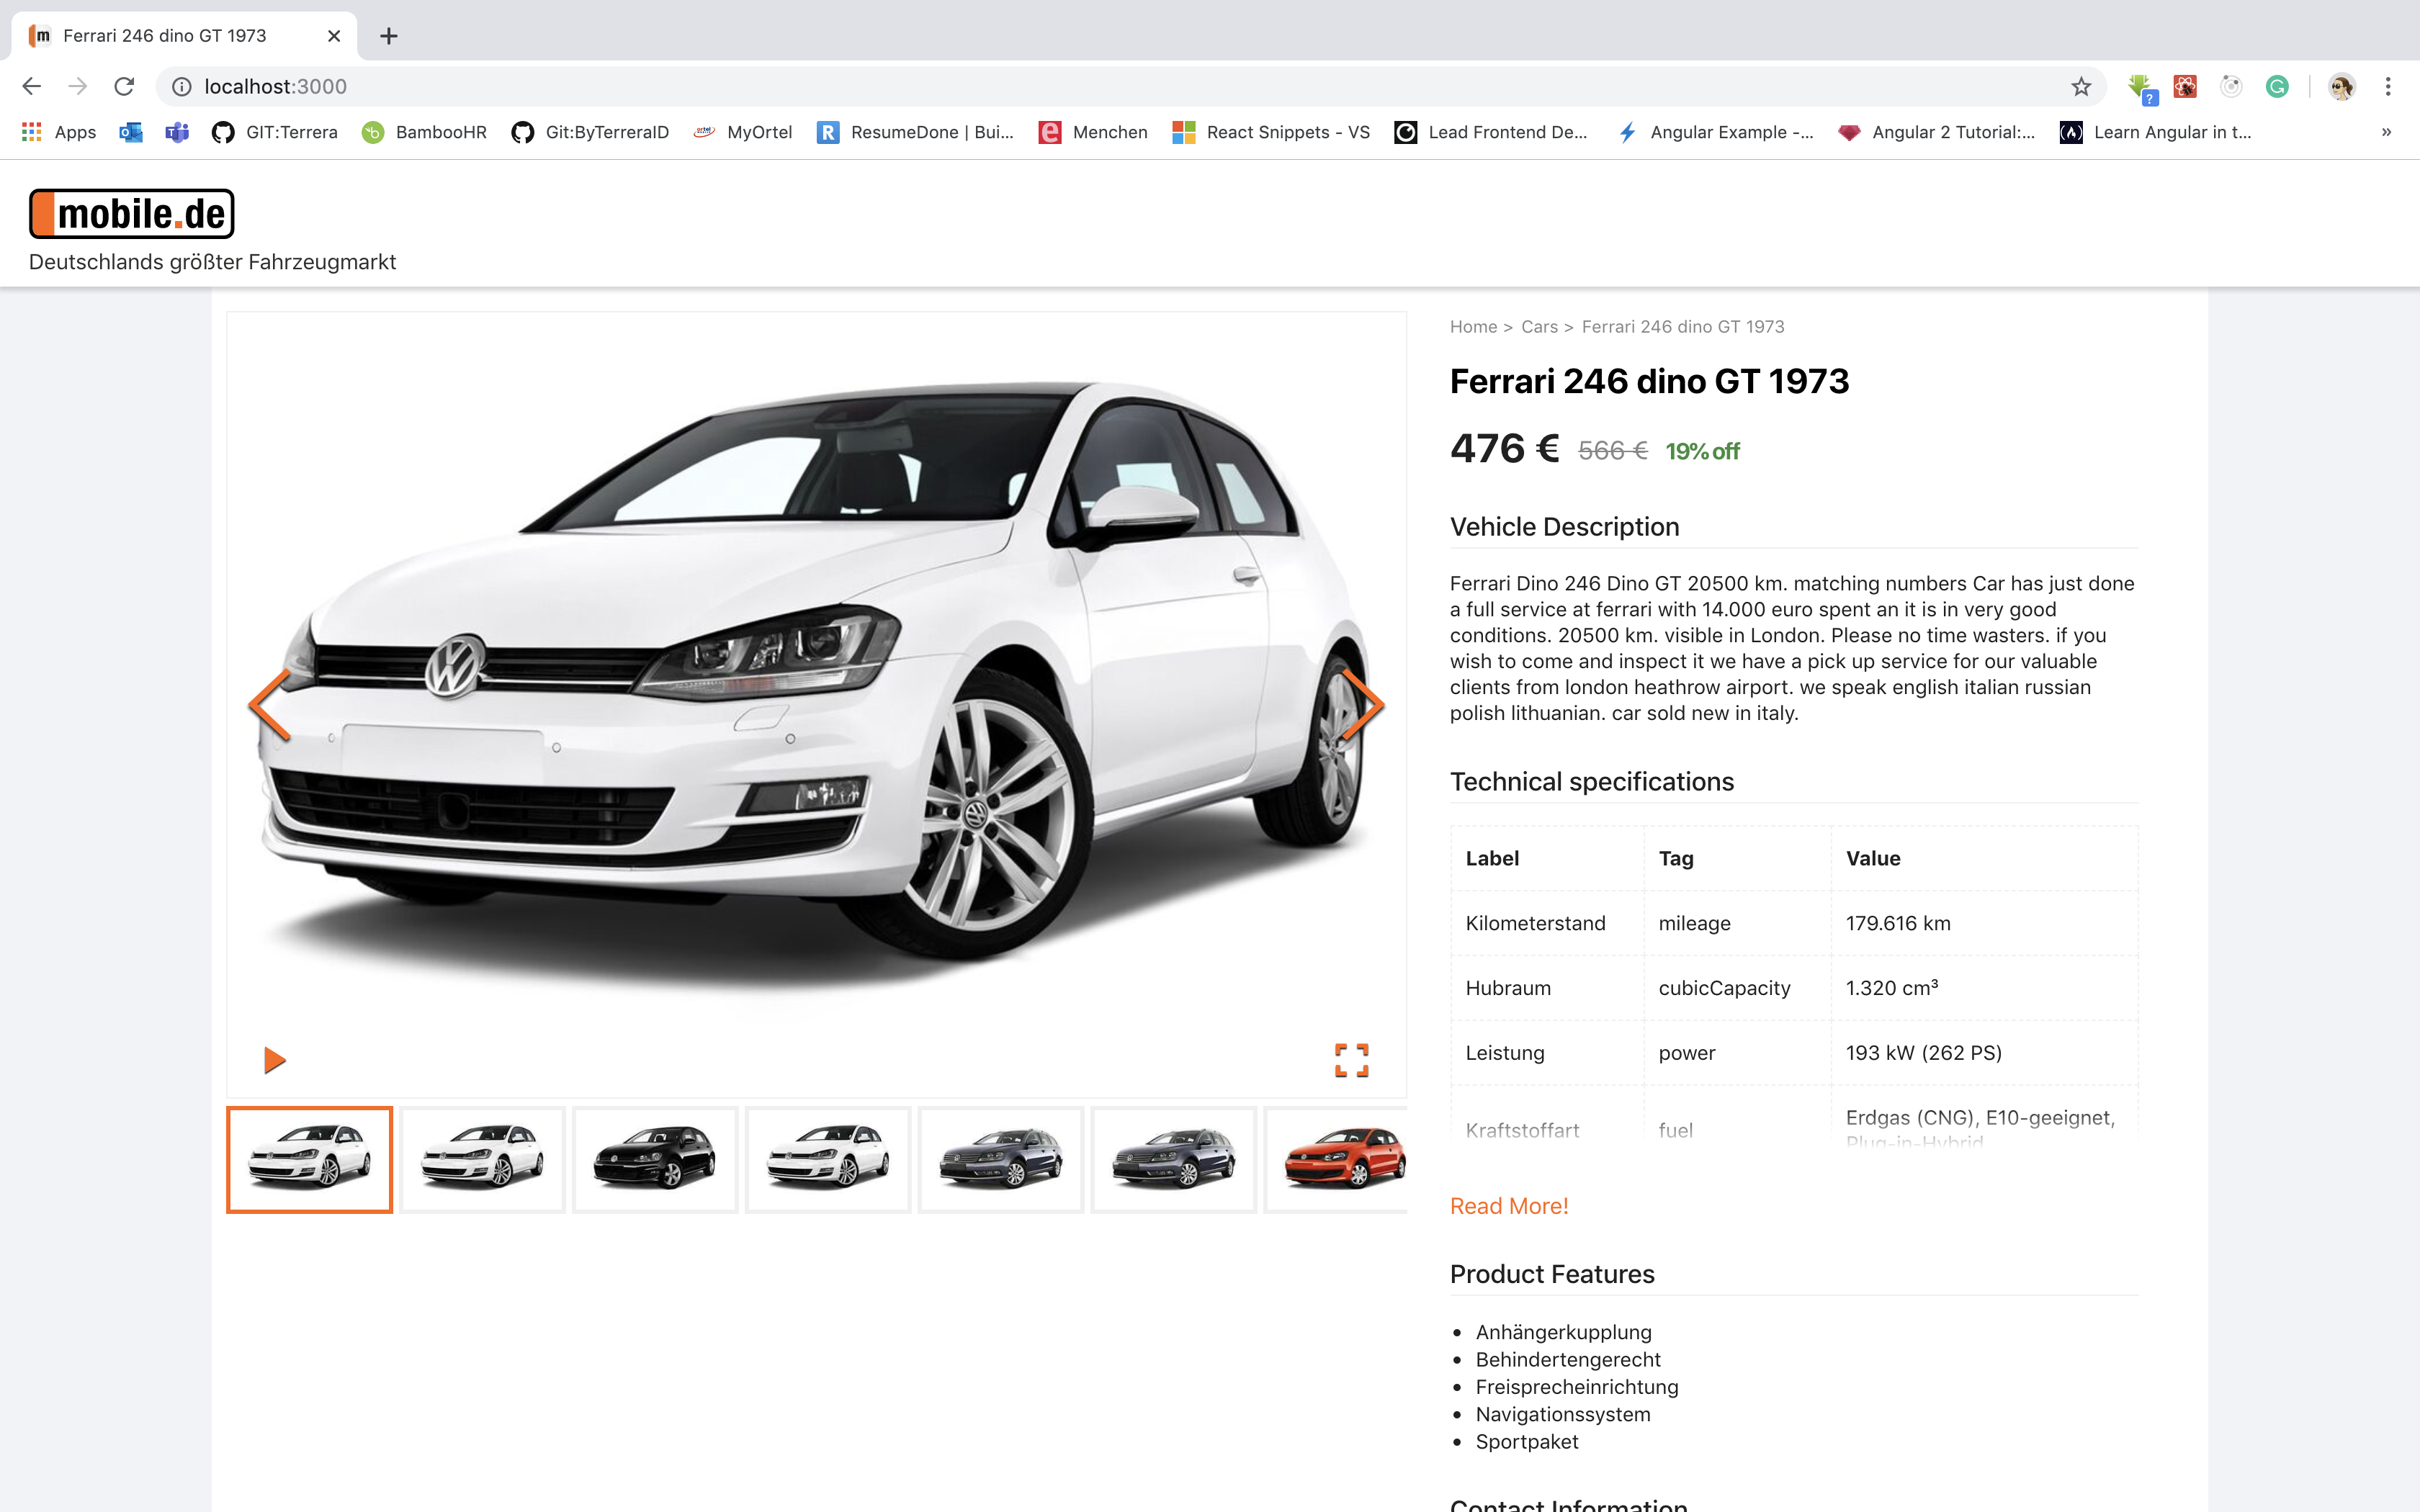 Ferrari 246 dino GT 1973
localhost:3000
Apps
GIT:Terrera
BambooHR
Git:ByTerreralD
MyOrtel
ResumeDone | Bui...
Menchen
React Snippets - VS
Lead Frontend De...
Angular Example -...
Angular 2 Tutorial:...
Learn Angular in t...
»
mobile.de
Deutschlands größter Fahrzeugmarkt
Home > Cars > Ferrari 246 dino GT 1973
Ferrari 246 dino GT 1973
476 € 566 € 19% off
Vehicle Description
Ferrari Dino 246 Dino GT 20500 km. matching numbers Car has just done
a full service at ferrari with 14.000 euro spent an it is in very good
conditions. 20500 km. visible in London. Please no time wasters. if you
wish to come and inspect it we have a pick up service for our valuable
clients from london heathrow airport. we speak english italian russian
polish lithuanian. car sold new in italy.
Technical specifications
Label Tag Value
Kilometerstand mileage 179.616 km
Hubraum cubicCapacity 1.320 cm³
Leistung power 193 kW (262 PS)
Kraftstoffart fuel Erdgas (CNG), E10-geeignet,
Plug-in-Hybrid
Read More!
Product Features
• Anhängerkupplung
• Behindertengerecht
• Freisprecheinrichtung
• Navigationssystem
• Sportpaket
Contact Information